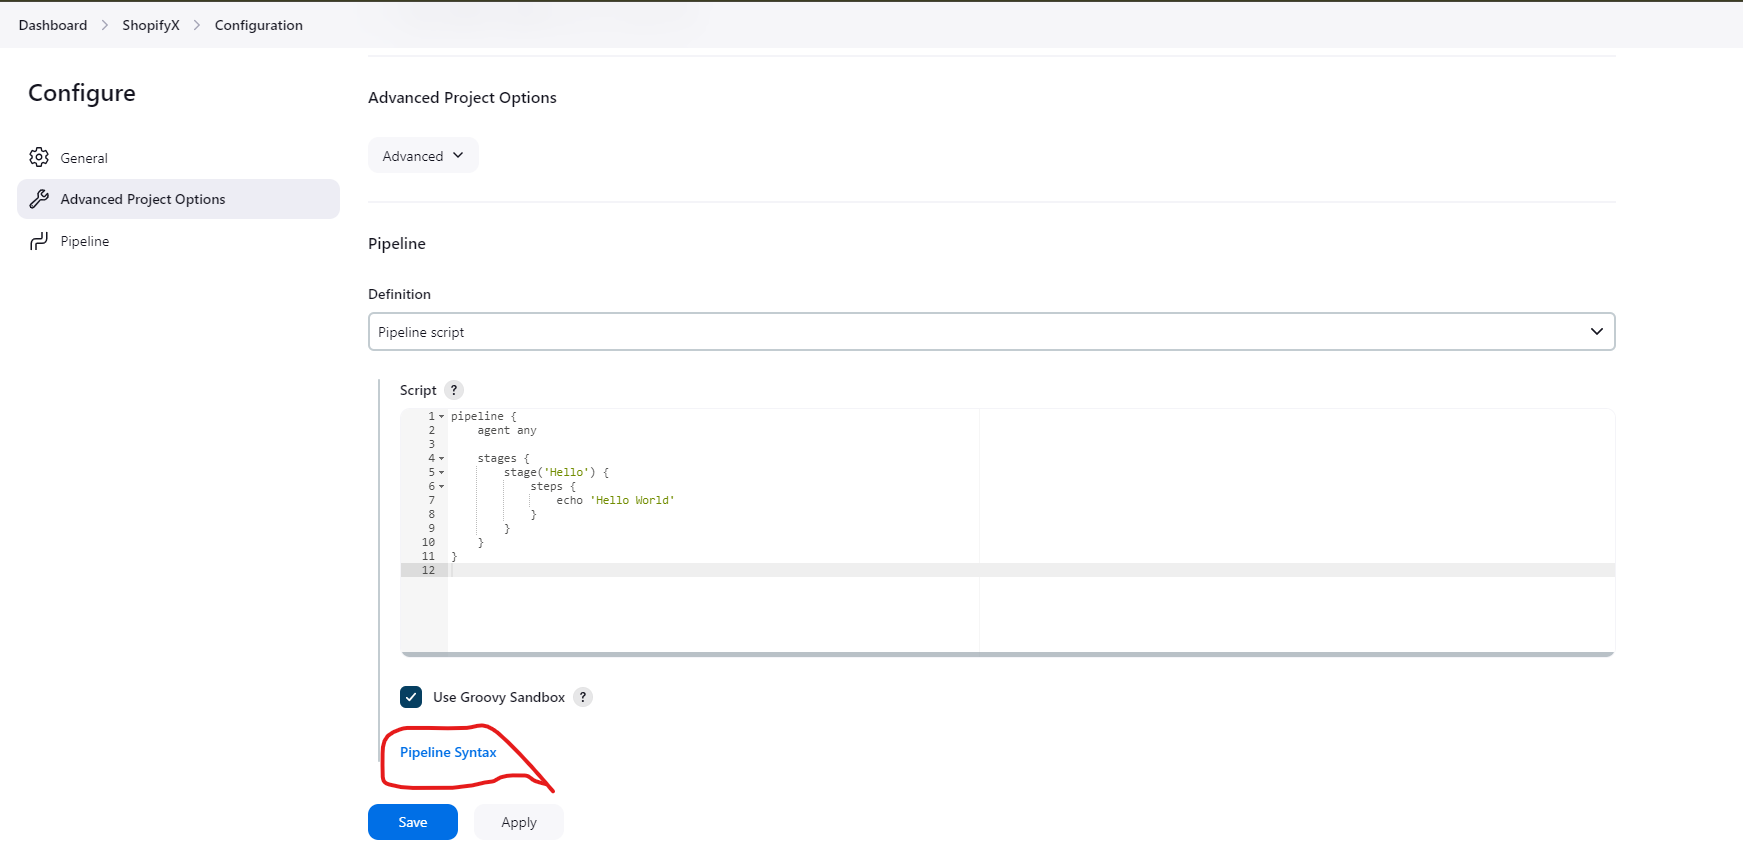 Dashboard > ShopifyX > Configuration
Configure
General
Advanced Project Options
Pipeline
Advanced Project Options
Advanced
Pipeline
Definition
Pipeline script
Script ?
1 pipeline {
2     agent any
3
4     stages {
5         stage('Hello') {
6             steps {
7                 echo 'Hello World'
8             }
9         }
10     }
11 }
12
Use Groovy Sandbox ?
Pipeline Syntax
Save Apply